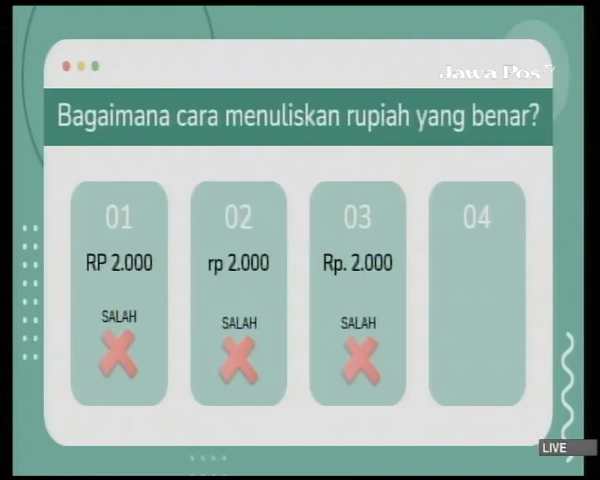 Jawa Pos TV
Bagaimana cara menuliskan rupiah yang benar?
01
RP 2.000
SALAH
02
rp 2.000
SALAH
03
Rp. 2.000
SALAH
04
LIVE